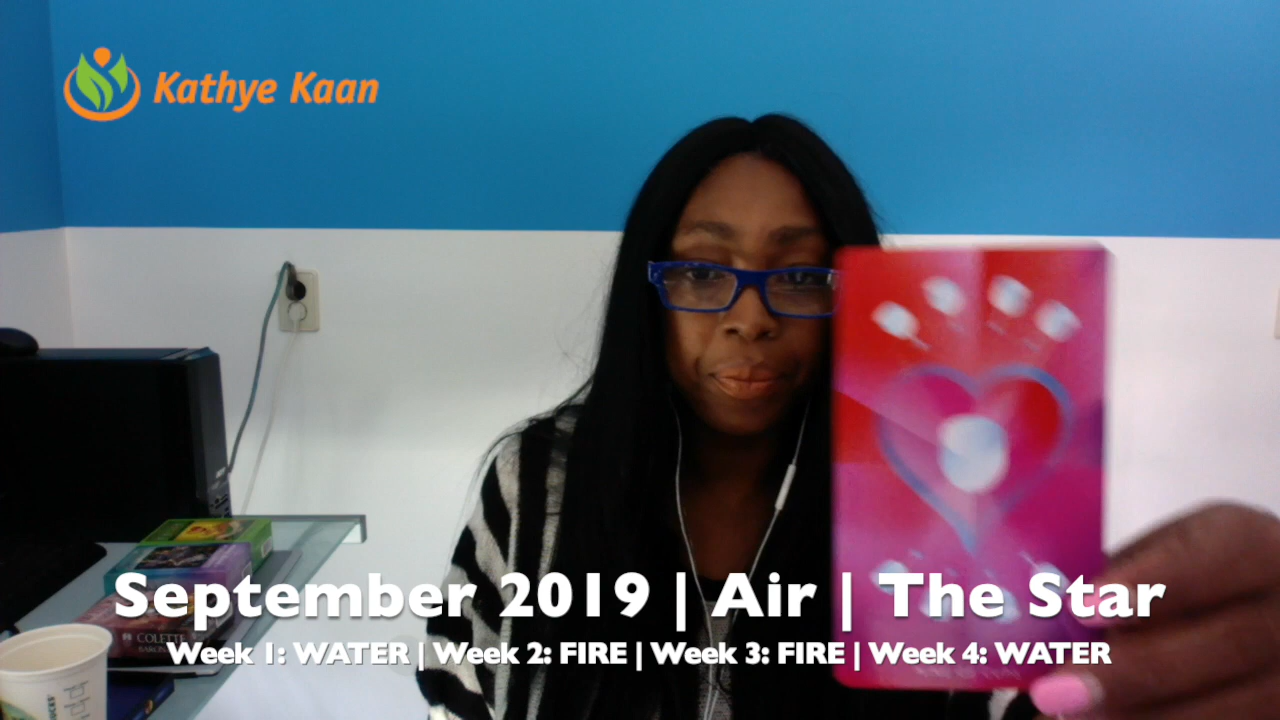 Kathye Kaan
COLETTE
September 2019 | Air | The Star
Week 1: WATER | Week 2: FIRE | Week 3: FIRE | Week 4: WATER